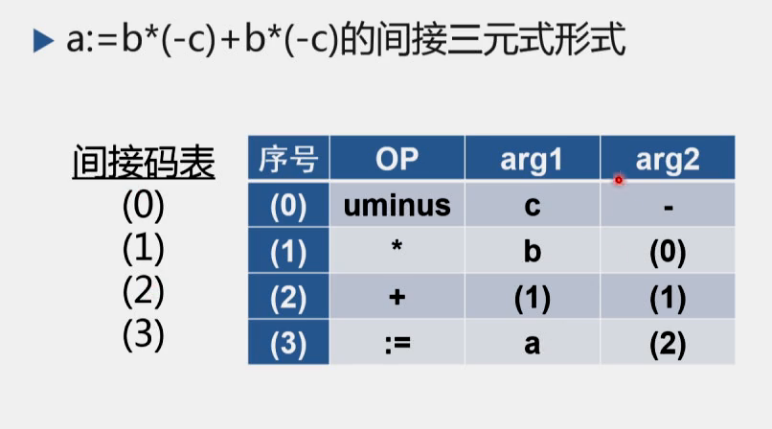 a:=b*(-c)+b*(-c)的间接三元式形式
间接码表
(0)
(1)
(2)
(3)
序号 OP arg1 arg2
(0) uminus c -
(1) * b (0)
(2) + (1) (1)
(3) := a (2)